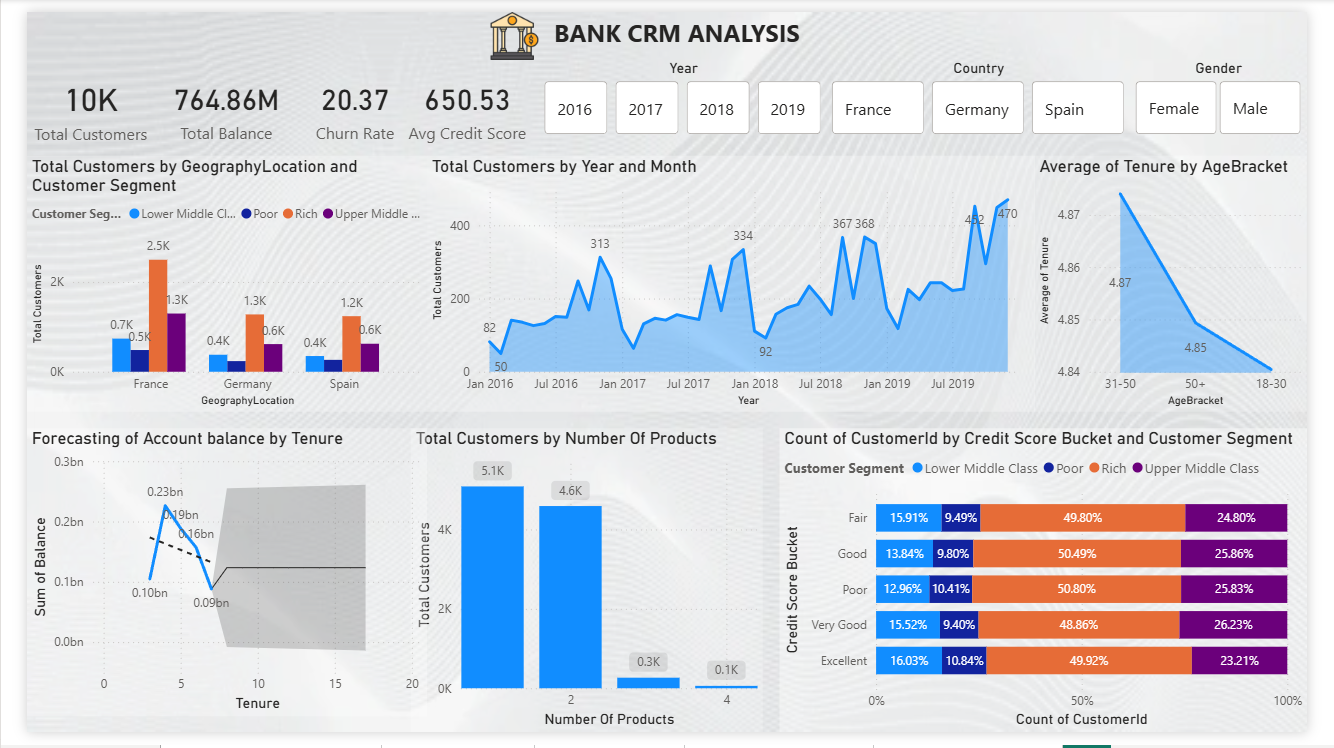 BANK CRM ANALYSIS
10K
Total Customers
764.86M
Total Balance
20.37
Churn Rate
650.53
Avg Credit Score
Year
2016
2017
2018
2019
Country
France
Germany
Spain
Gender
Female
Male
Total Customers by GeographyLocation and
Customer Segment
Customer Seg... Lower Middle Cl... Poor Rich Upper Middle ...
Total Customers
2K
0K
0.7K
0.5K
2.5K
1.3K
0.4K
1.3K
0.6K
0.4K
1.2K
0.6K
France
Germany
Spain
GeographyLocation
Total Customers by Year and Month
Total Customers
400
200
0
82
50
313
334
92
367
368
462
470
Jan 2016
Jul 2016
Jan 2017
Jul 2017
Jan 2018
Jul 2018
Jan 2019
Jul 2019
Year
Average of Tenure by AgeBracket
Average of Tenure
4.87
4.86
4.85
4.84
4.87
4.85
31-50
50+
18-30
AgeBracket
Forecasting of Account balance by Tenure
Sum of Balance
0.3bn
0.2bn
0.1bn
0.0bn
0.23bn
0.19bn
0.16bn
0.10bn
0.09bn
0
5
10
15
20
Tenure
Total Customers by Number Of Products
Total Customers
4K
2K
0K
5.1K
4.6K
0.3K
0.1K
2
4
Number Of Products
Count of CustomerId by Credit Score Bucket and Customer Segment
Customer Segment Lower Middle Class Poor Rich Upper Middle Class
Credit Score Bucket
Fair 15.91% 9.49% 49.80% 24.80%
Good 13.84% 9.80% 50.49% 25.86%
Poor 12.96% 10.41% 50.80% 25.83%
Very Good 15.52% 9.40% 48.86% 26.23%
Excellent 16.03% 10.84% 49.92% 23.21%
0%
50%
100%
Count of CustomerId